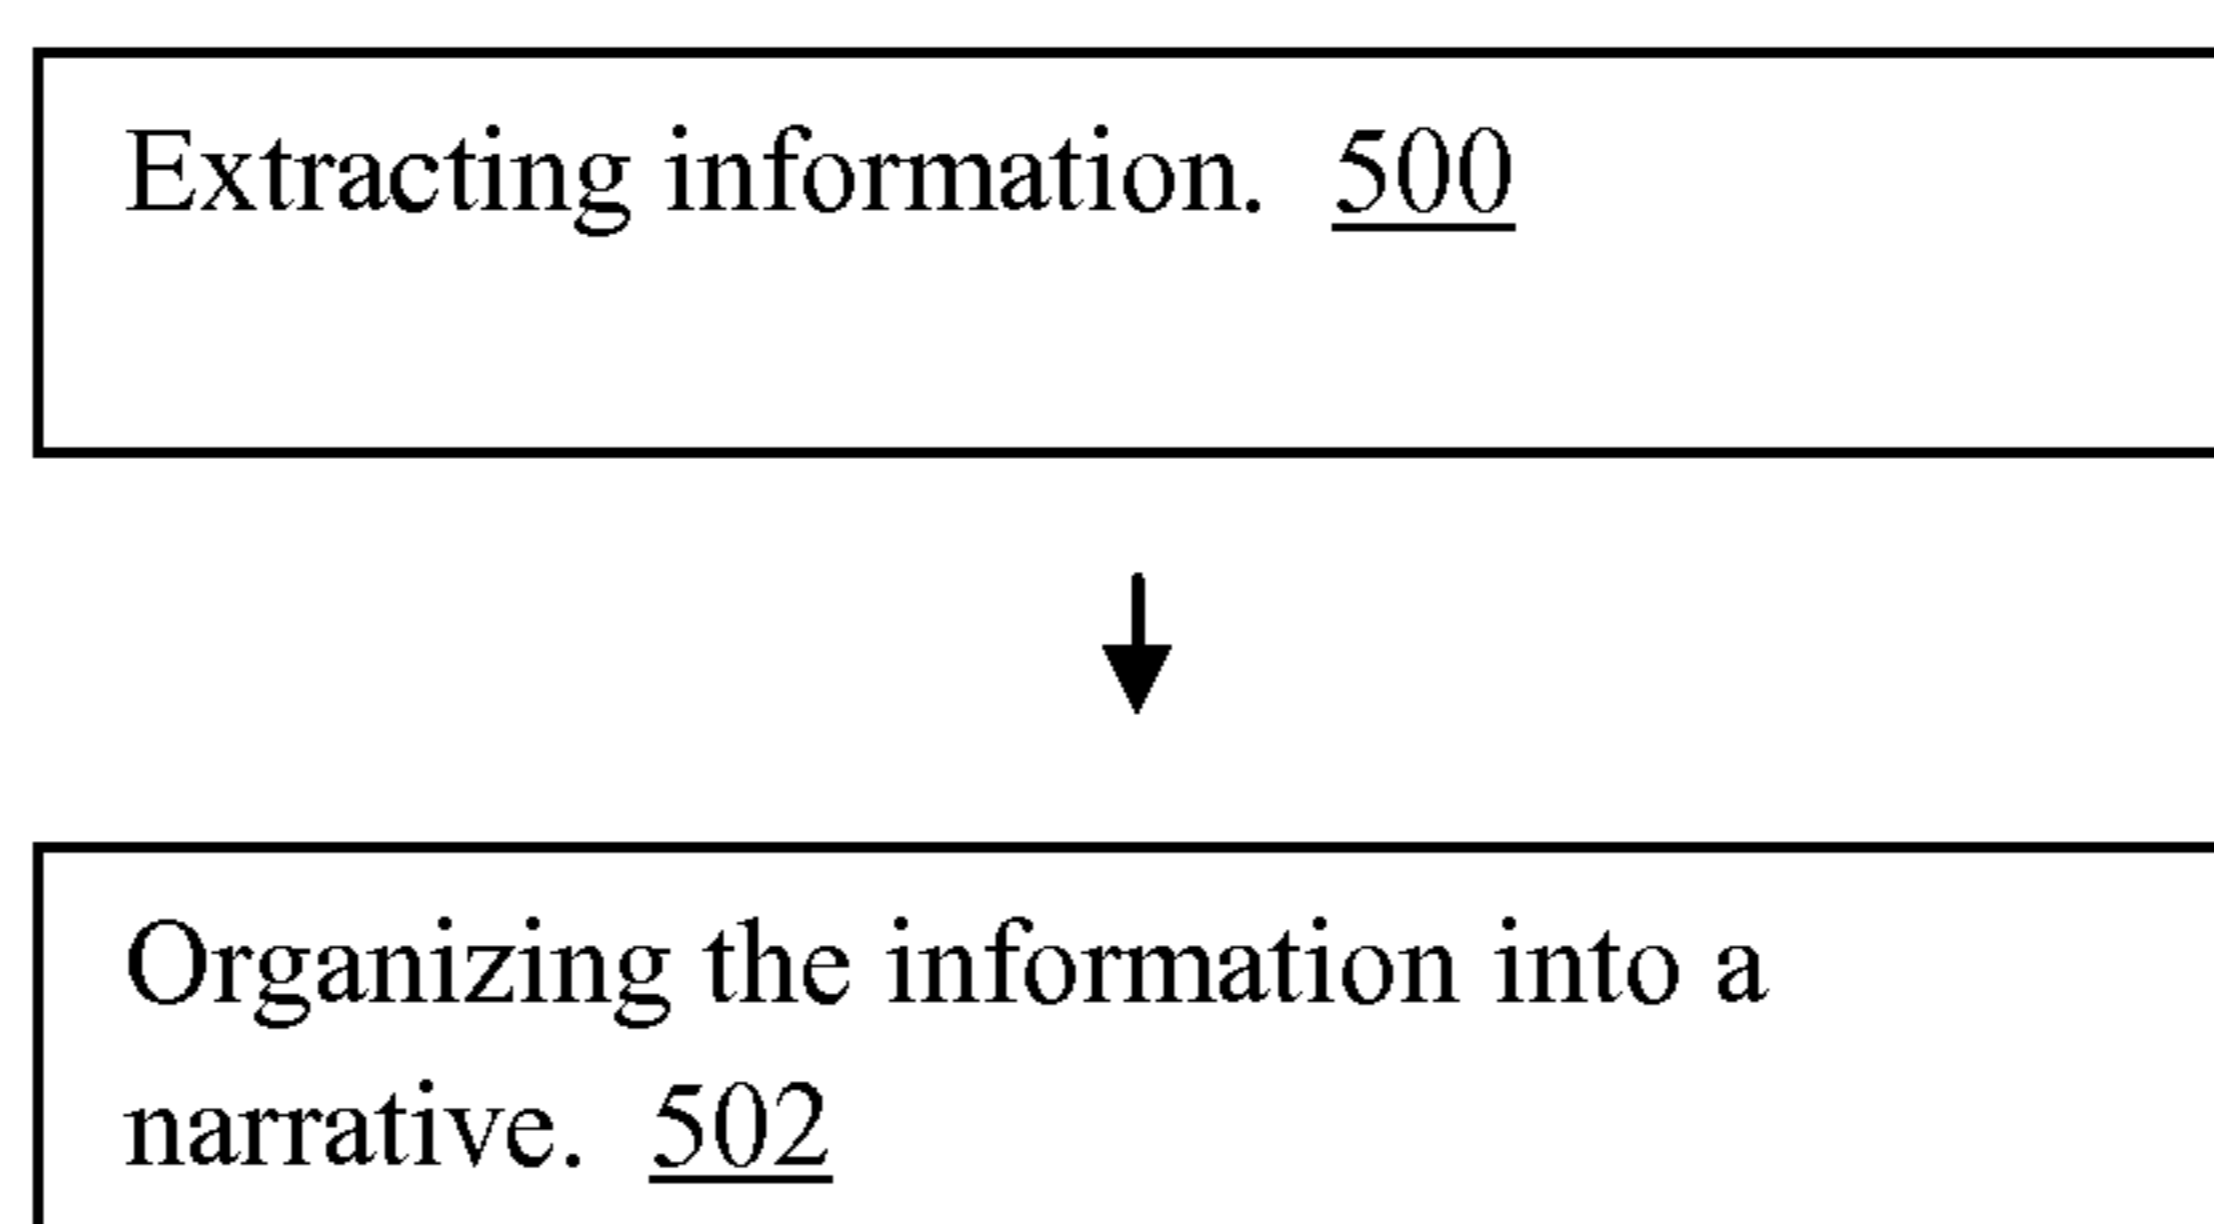 Extracting information. 500
Organizing the information into a
narrative. 502